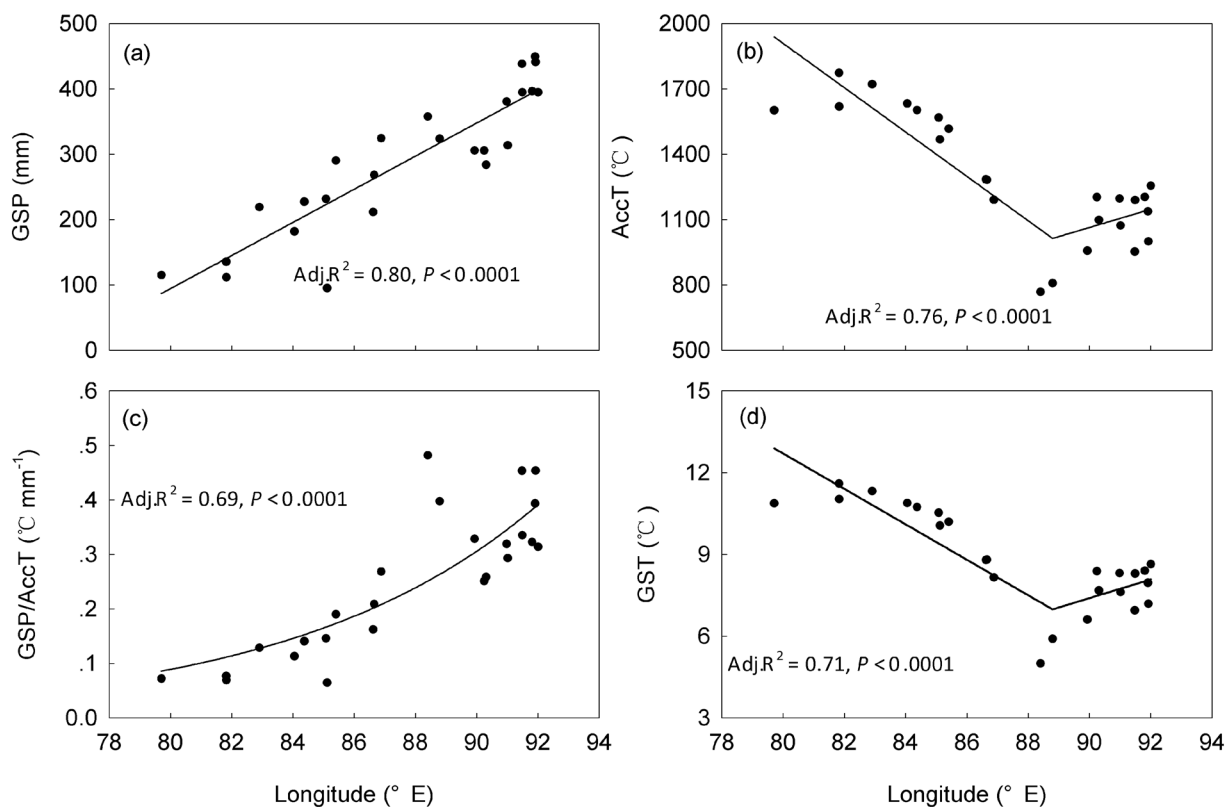 500
400
300
200
100
0
GSP (mm)
(a)
Adj.R² = 0.80, P < 0.0001
2000
1700
1400
1100
800
500
AccT (℃)
(b)
Adj.R² = 0.76, P < 0.0001
.6
.5
.4
.3
.2
.1
0.0
GSP/AccT (℃ mm⁻¹)
(c)
Adj.R² = 0.69, P < 0.0001
78 80 82 84 86 88 90 92 94
Longitude (° E)
15
12
9
6
3
GST (℃)
(d)
Adj.R² = 0.71, P < 0.0001
78 80 82 84 86 88 90 92 94
Longitude (° E)